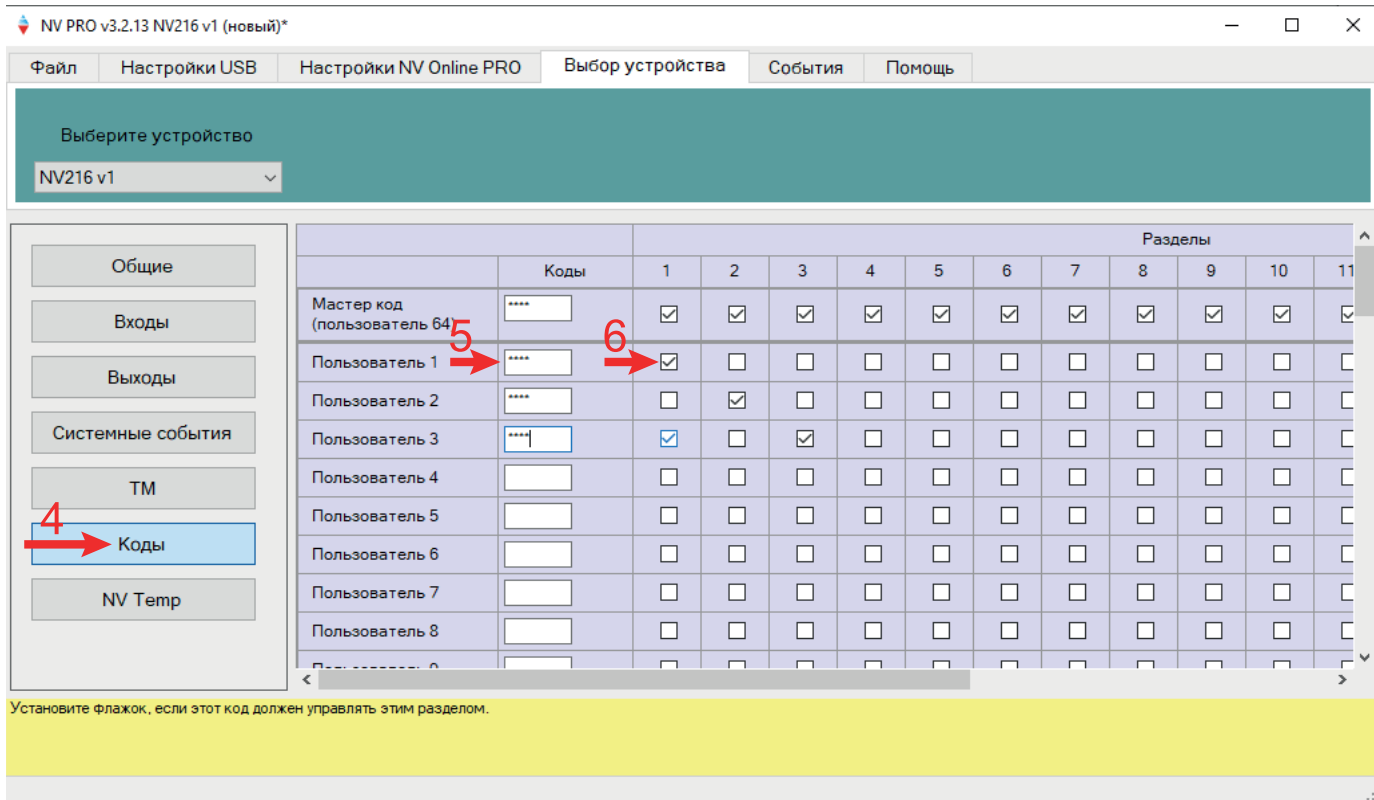 NV PRO v3.2.13 NV216 v1 (новый)*
Файл Настройки USB Настройки NV Online PRO Выбор устройства События Помощь
Выберите устройство
NV216 v1
Общие
Входы
Выходы
Системные события
ТМ
4
Коды
NV Temp
Разделы
Коды 1 2 3 4 5 6 7 8 9 10 11
Мастер код ****
(пользователь 64)
5 6
Пользователь 1 ****
Пользователь 2 ****
Пользователь 3 ****
Пользователь 4
Пользователь 5
Пользователь 6
Пользователь 7
Пользователь 8
Установите флажок, если этот код должен управлять этим разделом.